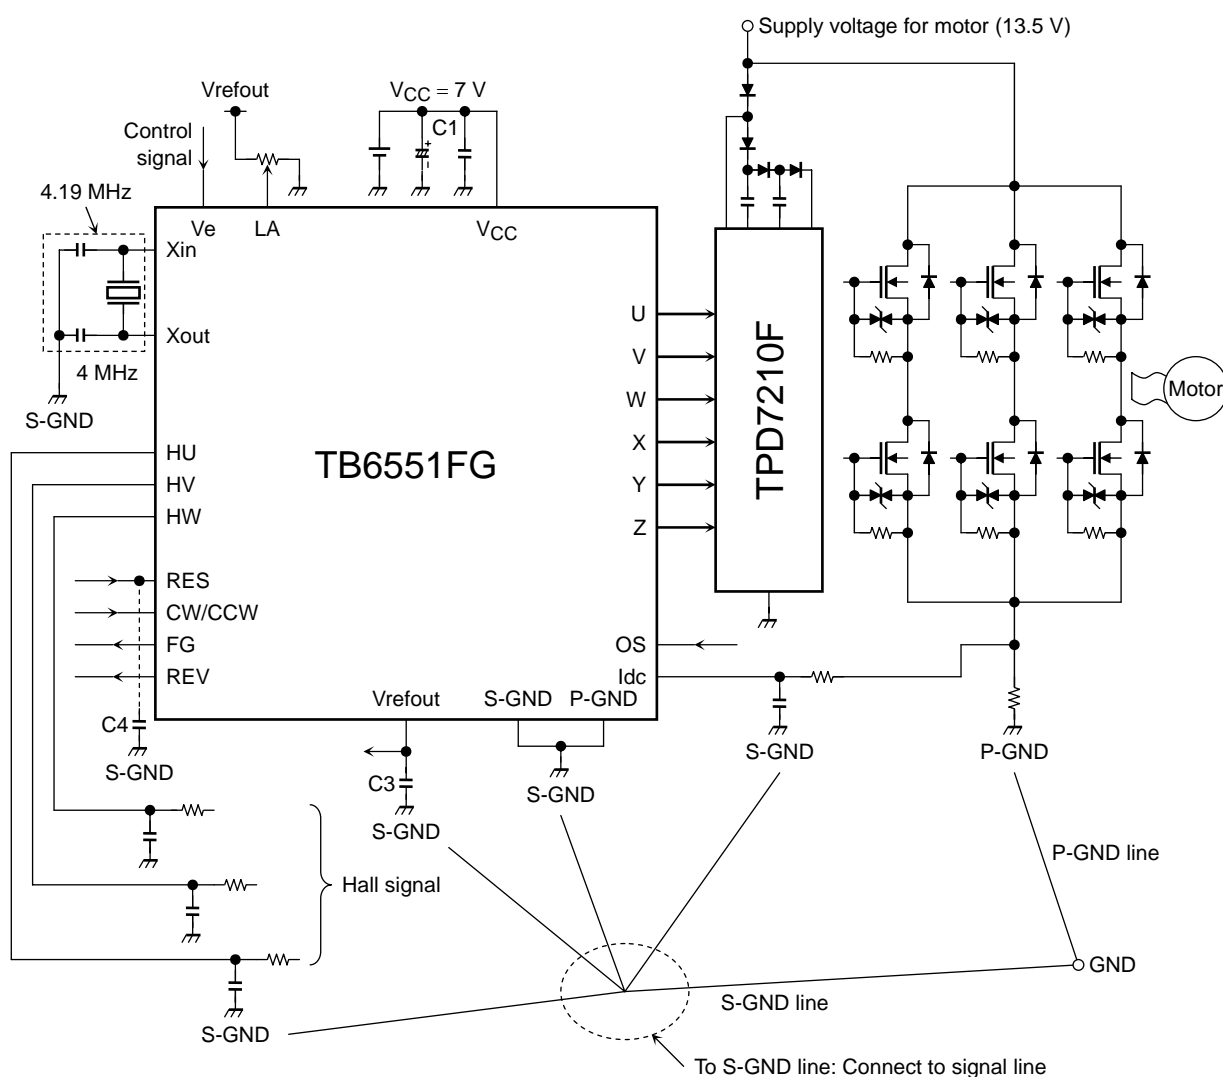 Supply voltage for motor (13.5 V)
Vrefout
VCC = 7 V
C1
Control
signal
4.19 MHz
Ve
LA
VCC
Xin
Xout
4 MHz
S-GND
U
V
W
X
Y
Z
TPD7210F
Motor
HU
HV
HW
TB6551FG
RES
CW/CCW
FG
REV
OS
Idc
Vrefout
S-GND
P-GND
C4
S-GND
C3
S-GND
S-GND
S-GND
P-GND
Hall signal
P-GND line
GND
S-GND line
S-GND
To S-GND line: Connect to signal line